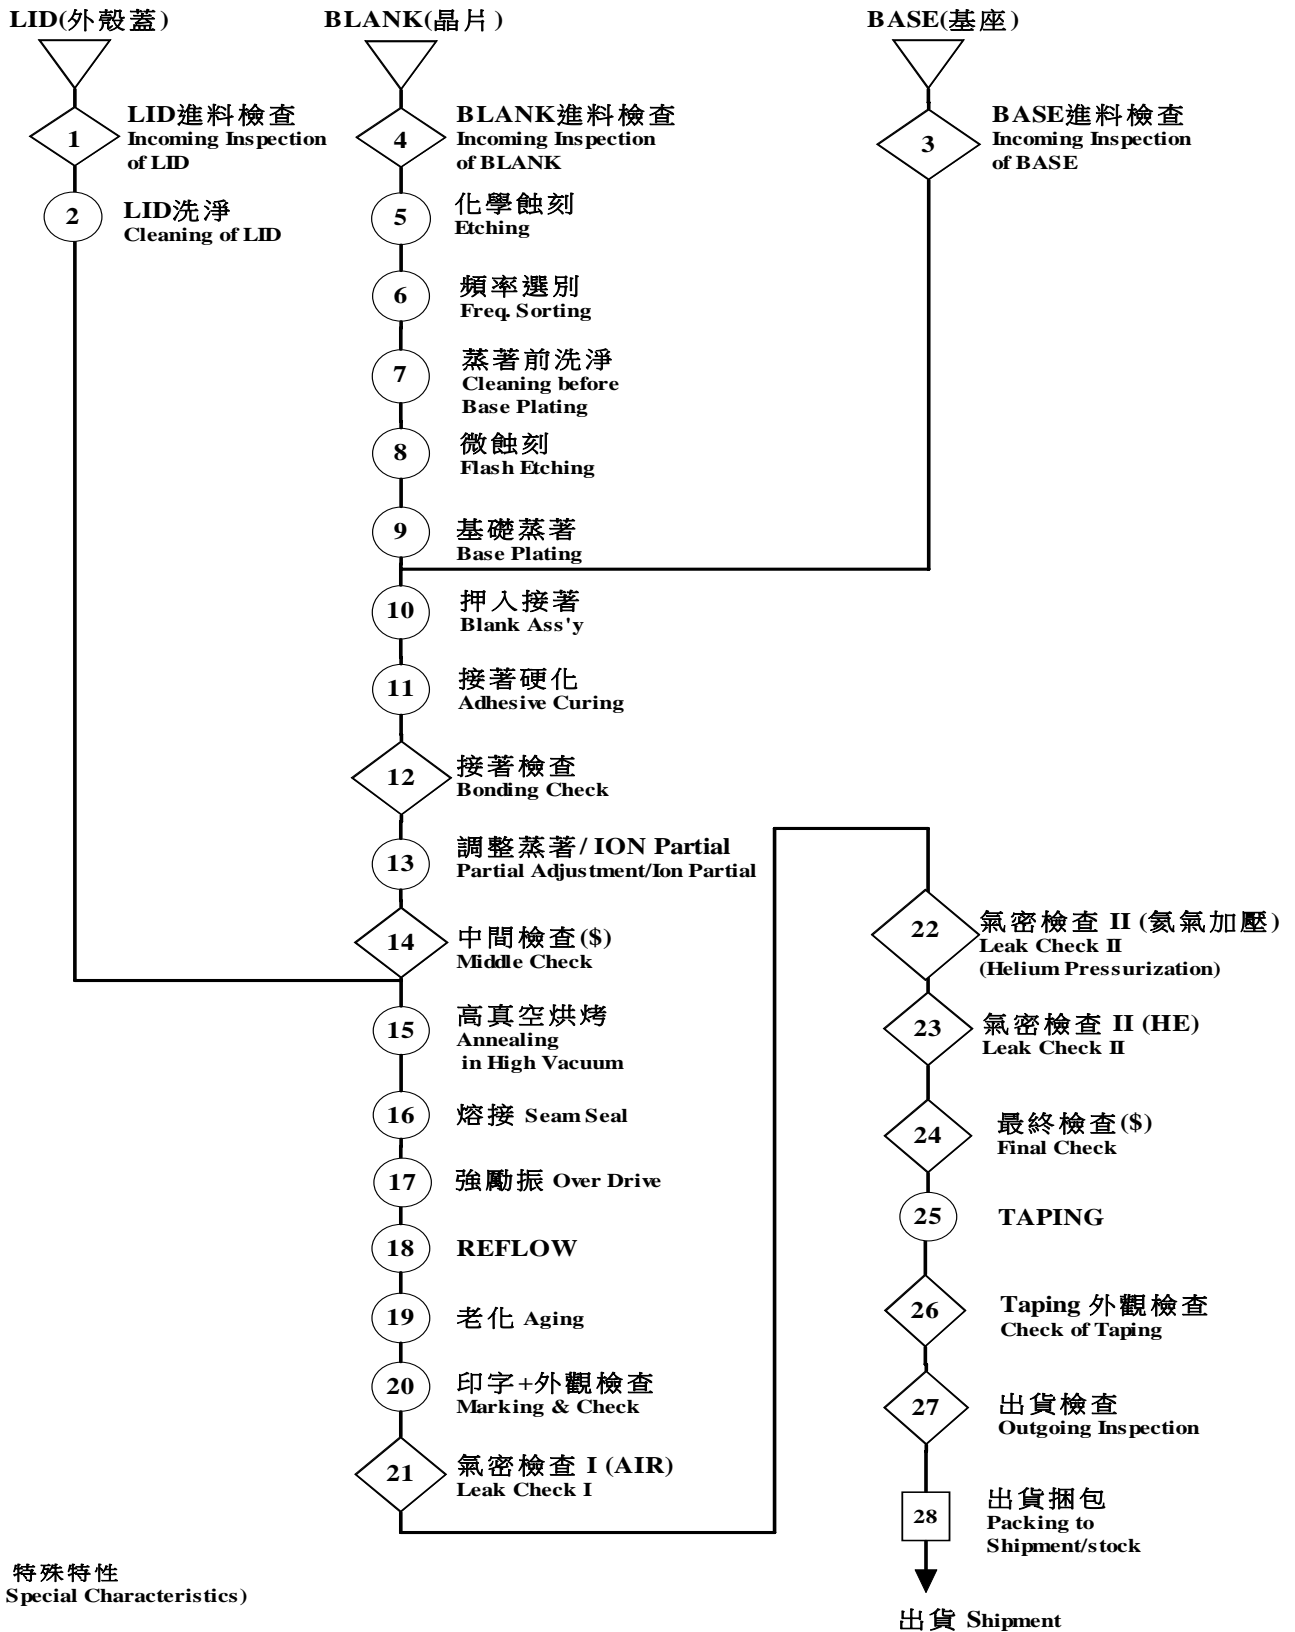 LID(外殼蓋)
1
LID進料檢查
Incoming Inspection
of LID
2
LID洗淨
Cleaning of LID
BLANK(晶片)
4
BLANK進料檢查
Incoming Inspection
of BLANK
5
化學蝕刻
Etching
6
頻率選別
Freq. Sorting
7
蒸著前洗淨
Cleaning before
Base Plating
8
微蝕刻
Flash Etching
9
基礎蒸著
Base Plating
BASE(基座)
3
BASE進料檢查
Incoming Inspection
of BASE
10
押入接著
Blank Ass'y
11
接著硬化
Adhesive Curing
12
接著檢查
Bonding Check
13
調整蒸著/ ION Partial
Partial Adjustment/Ion Partial
14
中間檢查($)
Middle Check
15
高真空烘烤
Annealing
in High Vacuum
16
熔接 Seam Seal
17
強勵振 Over Drive
18
REFLOW
19
老化 Aging
20
印字+外觀檢查
Marking & Check
21
氣密檢查 I (AIR)
Leak Check I
22
氣密檢查 II (氦氣加壓)
Leak Check II
(Helium Pressurization)
23
氣密檢查 II (HE)
Leak Check II
24
最終檢查($)
Final Check
25
TAPING
26
Taping 外觀檢查
Check of Taping
27
出貨檢查
Outgoing Inspection
28
出貨捆包
Packing to
Shipment/stock
出貨 Shipment
特殊特性
Special Characteristics)